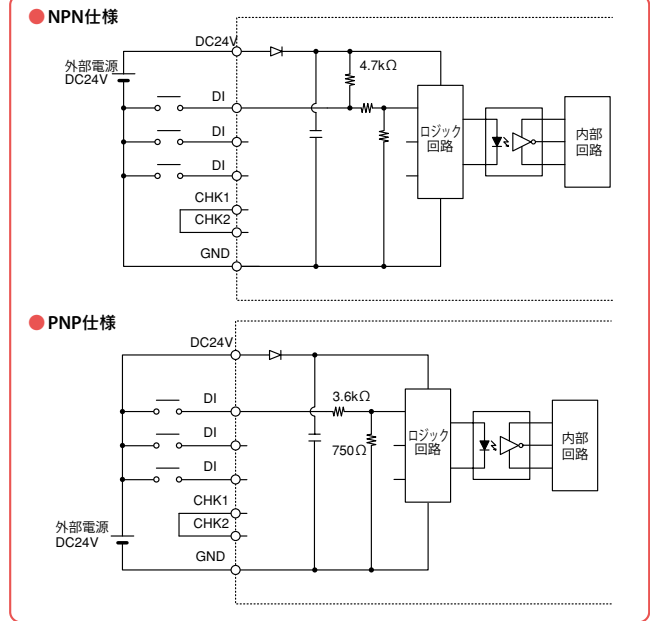 ●NPN仕様
DC24V
外部電源
DC24V
4.7kΩ
DI
DI
DI
CHK1
CHK2
GND
ロジック
回路
内部
回路
●PNP仕様
DC24V
DI
3.6kΩ
DI
750Ω
DI
CHK1
CHK2
外部電源
DC24V
GND
ロジック
回路
内部
回路